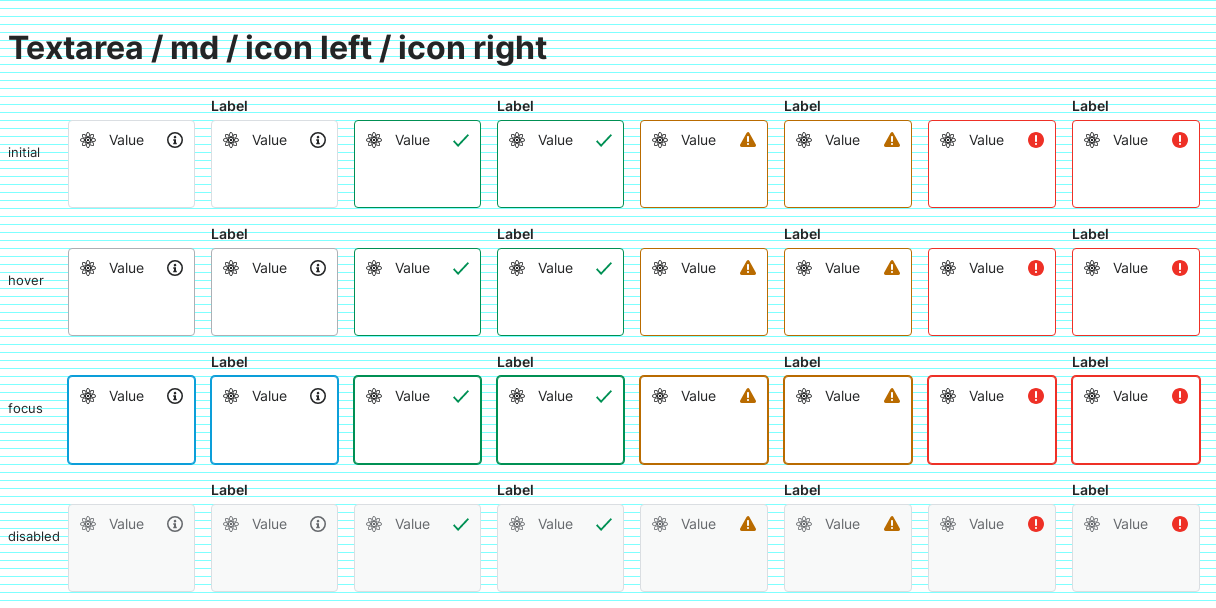 Textarea / md / icon left / icon right
Label Label Label Label
initial Value Value Value Value Value Value Value Value
Label Label Label Label
hover Value Value Value Value Value Value Value Value
Label Label Label Label
focus Value Value Value Value Value Value Value Value
Label Label Label Label
disabled Value Value Value Value Value Value Value Value